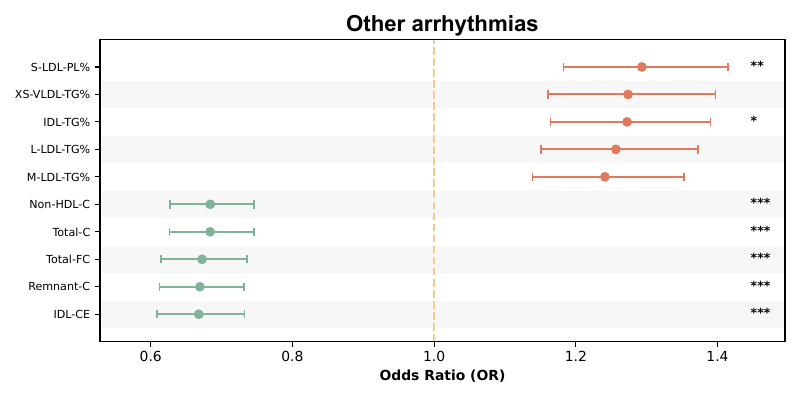 Other arrhythmias
S-LDL-PL% **
XS-VLDL-TG%
IDL-TG% *
L-LDL-TG%
M-LDL-TG%
Non-HDL-C ***
Total-C ***
Total-FC ***
Remnant-C ***
IDL-CE ***
0.6 0.8 1.0 1.2 1.4
Odds Ratio (OR)